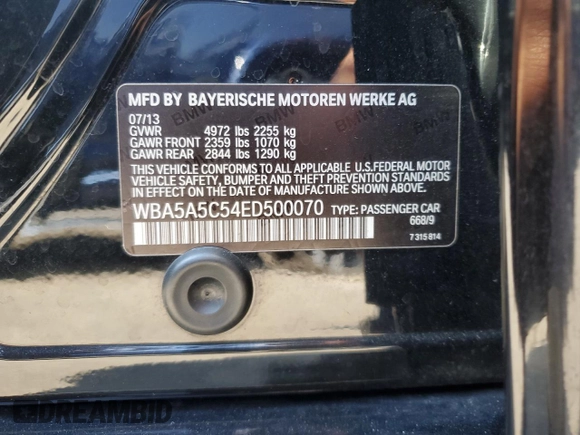 MFD BY BAYERISCHE MOTOREN WERKE AG
07/13
GVWR 4972 lbs 2255 kg
GAWR FRONT 2359 lbs 1070 kg
GAWR REAR 2844 lbs 1290 kg
THIS VEHICLE CONFORMS TO ALL APPLICABLE U.S.FEDERAL MOTOR
VEHICLE SAFETY, BUMPER, AND THEFT PREVENTION STANDARDS
IN EFFECT ON THE DATE OF MANUFACTURE SHOWN ABOVE.
WBA5A5C54ED500070 TYPE: PASSENGER CAR
668/9
7 315 814
DREAMBID